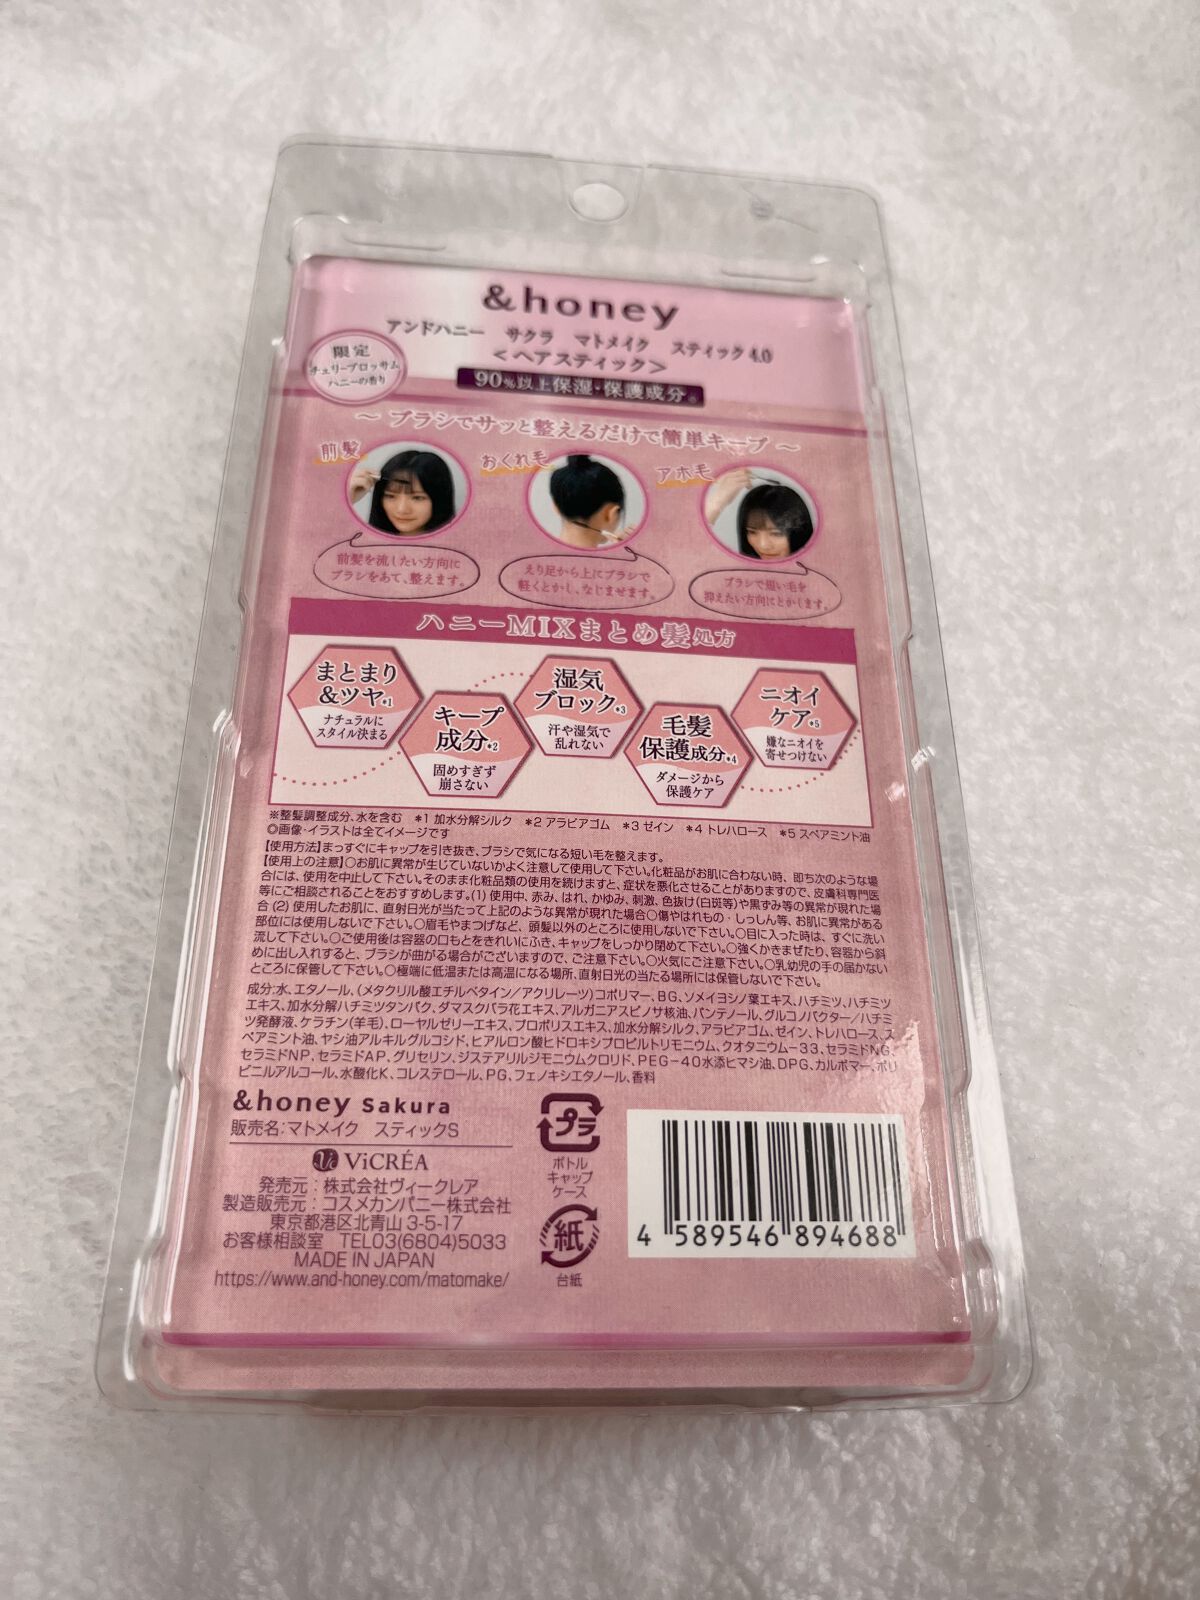 &honey
アンドハニー　サクラ　マトメイク　スティック4.0
＜ヘアスティック＞
限定
チェリーブロッサム
ハニーの香り
90%以上保湿・保護成分※
～ ブラシでサッと整えるだけで簡単キープ ～
前髪
おくれ毛
アホ毛
前髪を流したい方向に
ブラシをあて、整えます。
えり足から上にブラシで
軽くとかし、なじませます。
ブラシで短い毛を
抑えたい方向にとかします。
ハニーMIXまとめ髪処方
まとまり
&ツヤ*1
ナチュラルに
スタイル決まる
キープ
成分*2
固めすぎず
崩さない
湿気
ブロック*3
汗や湿気で
乱れない
毛髪
保護成分*4
ダメージから
保護ケア
ニオイ
ケア*5
嫌なニオイを
寄せつけない
※整髪調整成分、水を含む　*1 加水分解シルク　*2 アラビアゴム　*3 ゼイン　*4 トレハロース　*5 スペアミント油
◎画像・イラストは全てイメージです
【使用方法】まっすぐにキャップを引き抜き、ブラシで気になる短い毛を整えます。
【使用上の注意】○お肌に異常が生じていないかよく注意して使用して下さい。化粧品がお肌に合わない時、即ち次のような場
合には、使用を中止して下さい。そのまま化粧品類の使用を続けますと、症状を悪化させることがありますので、皮膚科専門医
等にご相談されることをおすすめします。(1) 使用中、赤み、はれ、かゆみ、刺激、色抜け(白斑等)や黒ずみ等の異常が現れた場
合 (2) 使用したお肌に、直射日光が当たって上記のような異常が現れた場合○傷やはれもの・しっしん等、お肌に異常がある
部位には使用しないで下さい。○眉毛やまつげなど、頭髪以外のところに使用しないで下さい。○目に入った時は、すぐに洗い
流して下さい。○ご使用後は容器の口もとをきれいにふき、キャップをしっかり閉めて下さい。○強くかきまぜたり、容器から斜
めに出し入れすると、ブラシが曲がる場合がございますので、ご注意下さい。○火気にご注意下さい。○乳幼児の手の届かない
ところに保管して下さい。○極端に低温または高温になる場所、直射日光の当たる場所には保管しないで下さい。
成分:水、エタノール、(メタクリル酸エチルベタイン/アクリレーツ)コポリマー、BG、ソメイヨシノ葉エキス、ハチミツ、ハチミツ
エキス、加水分解ハチミツタンパク、ダマスクバラ花エキス、アルガニアスピノサ核油、パンテノール、グルコノバクター/ハチミ
ツ発酵液、ケラチン(羊毛)、ローヤルゼリーエキス、プロポリスエキス、加水分解シルク、アラビアゴム、ゼイン、トレハロース、ス
ペアミント油、ヤシ油アルキルグルコシド、ヒアルロン酸ヒドロキシプロピルトリモニウム、クオタニウム-33、セラミドNG、
セラミドNP、セラミドAP、グリセリン、ジステアリルジモニウムクロリド、PEG-40水添ヒマシ油、DPG、カルボマー、ポリ
ビニルアルコール、水酸化K、コレステロール、PG、フェノキシエタノール、香料
&honey Sakura
販売名:マトメイク　スティックS
ViCRÉA
発売元 : 株式会社ヴィークレア
製造販売元 : コスメカンパニー株式会社
東京都港区北青山 3-5-17
お客様相談室　TEL03(6804)5033
MADE IN JAPAN
https://www.and-honey.com/matomake/
プラ
ボトル
キャップ
ケース
紙
台紙
4 589546 894688